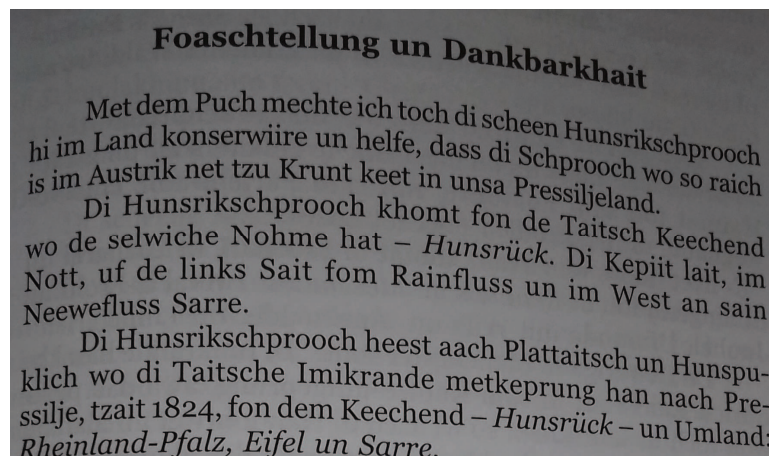 Foaschtellung un Dankbarkhait
Met dem Puch mechte ich toch di scheen Hunsrikschprooch
hi im Land konserwiire un helfe, dass di Schprooch wo so raich
is im Austrik net tzu Krunt keet in unsa Pressiljeland.
Di Hunsrikschprooch khomt fon de Taitsch Keechend
wo de selwiche Nohme hat – Hunsrück. Di Kepiit lait, im
Nott, uf de links Sait fom Rainfluss un im West an sain
Neewefluss Sarre.
Di Hunsrikschprooch heest aach Plattaitsch un Hunspu-
klich wo di Taitsche Imikrande metkeprung han nach Pre-
ssilje, tzait 1824, fon dem Keechend – Hunsrück – un Umland:
Rheinland-Pfalz, Eifel un Sarre.